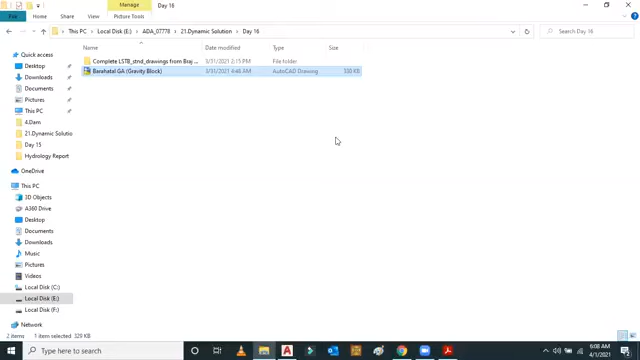 Manage
Day 16
File
Home
Share
View
Picture Tools
This PC
Local Disk (E:)
ADA_07778
21.Dynamic Solution
Day 16
Search Day 16
Name
Date modified
Type
Size
Complete LSTB_stnd_drawings from Braj ...
3/31/2021 2:15 PM
File folder
Barahatal GA (Gravity Block)
3/31/2021 4:48 AM
AutoCAD Drawing
330 KB
Quick access
Desktop
Downloads
Documents
Pictures
This PC
4.Dam
21.Dynamic Solutio
Day 15
Hydrology Report
OneDrive
This PC
3D Objects
A360 Drive
Desktop
Documents
Downloads
Music
Pictures
Videos
Local Disk (C:)
Local Disk (E:)
Local Disk (F:)
Network
2 items
1 item selected 329 KB
Type here to search
6:08 AM
4/1/2021